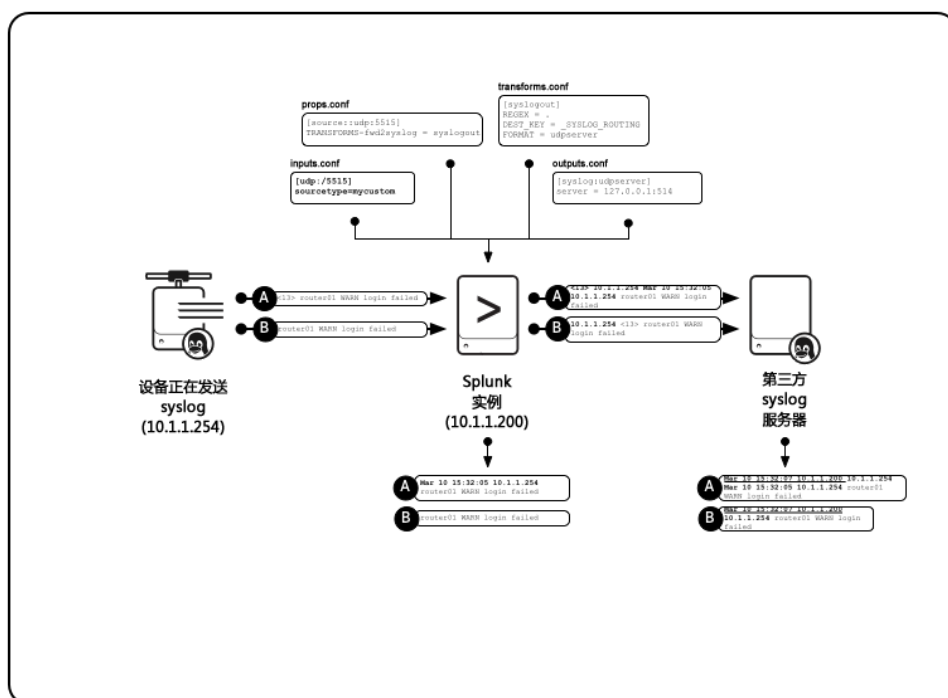 transforms.conf
[syslogout]
REGEX = .
DEST_KEY = _SYSLOG_ROUTING
FORMAT = udpserver
props.conf
[source::udp:5515]
TRANSFORMS-fwd2syslog = syslogout
inputs.conf
[udp:/5515]
sourcetype=mycustom
outputs.conf
[syslog:udpserver]
server = 127.0.0.1:514
A
<13> router01 WARN login failed
B
router01 WARN login failed
>
A
<13> 10.1.1.254 Mar 10 15:32:05
10.1.1.254 router01 WARN login
failed
B
10.1.1.254 <13> router01 WARN
login failed
设备正在发送
syslog
(10.1.1.254)
Splunk
实例
(10.1.1.200)
第三方
syslog
服务器
A
Mar 10 15:32:05 10.1.1.254
router01 WARN login failed
B
router01 WARN login failed
A
Mar 10 15:32:07 10.1.1.200 10.1.1.254
Mar 10 15:32:05 10.1.1.254 router01
WARN login failed
B
Mar 10 15:32:07 10.1.1.200
10.1.1.254 router01 WARN login
failed